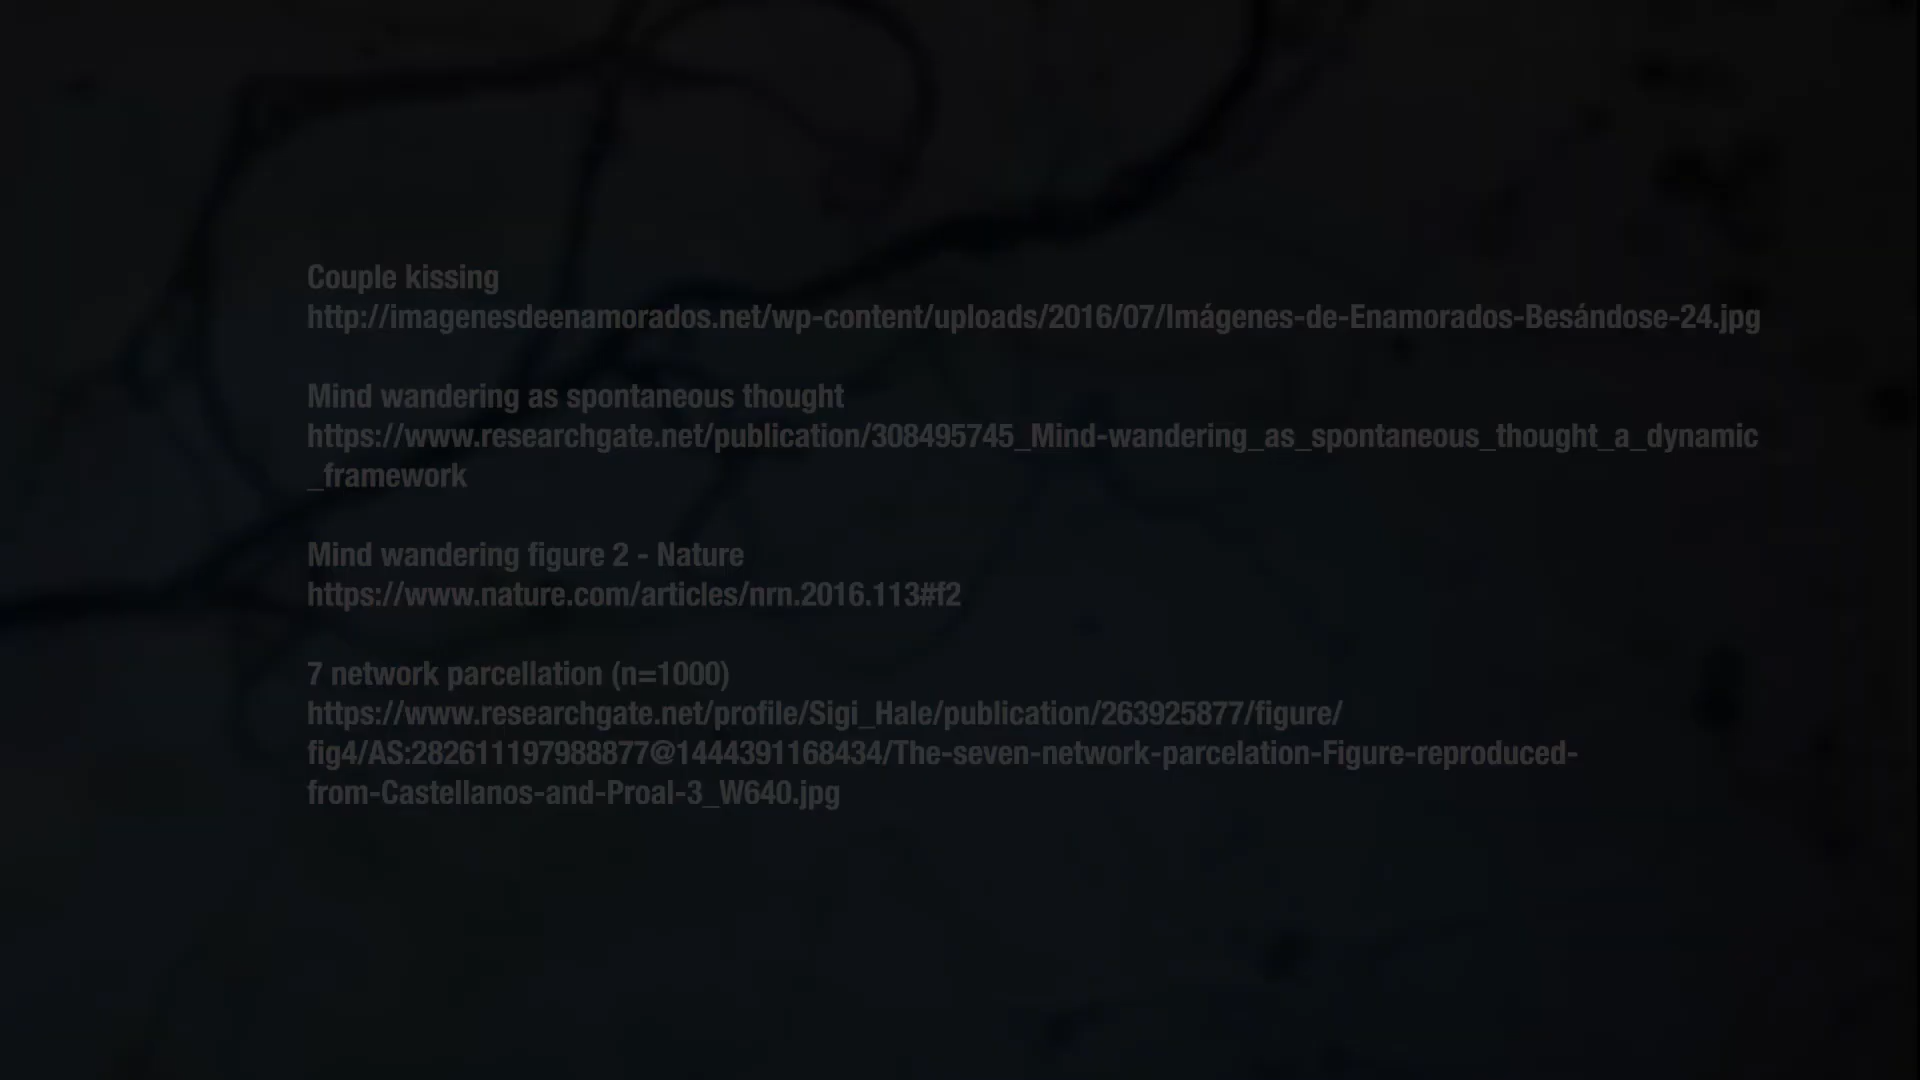 Couple kissing
http://imagenesdeenamorados.net/wp-content/uploads/2016/07/Imágenes-de-Enamorados-Besándose-24.jpg
Mind wandering as spontaneous thought
https://www.researchgate.net/publication/308495745_Mind-wandering_as_spontaneous_thought_a_dynamic
_framework
Mind wandering figure 2 - Nature
https://www.nature.com/articles/nrn.2016.113#f2
7 network parcellation (n=1000)
https://www.researchgate.net/profile/Sigi_Hale/publication/263925877/figure/
fig4/AS:282611197988877@1444391168434/The-seven-network-parcelation-Figure-reproduced-
from-Castellanos-and-Proal-3_W640.jpg